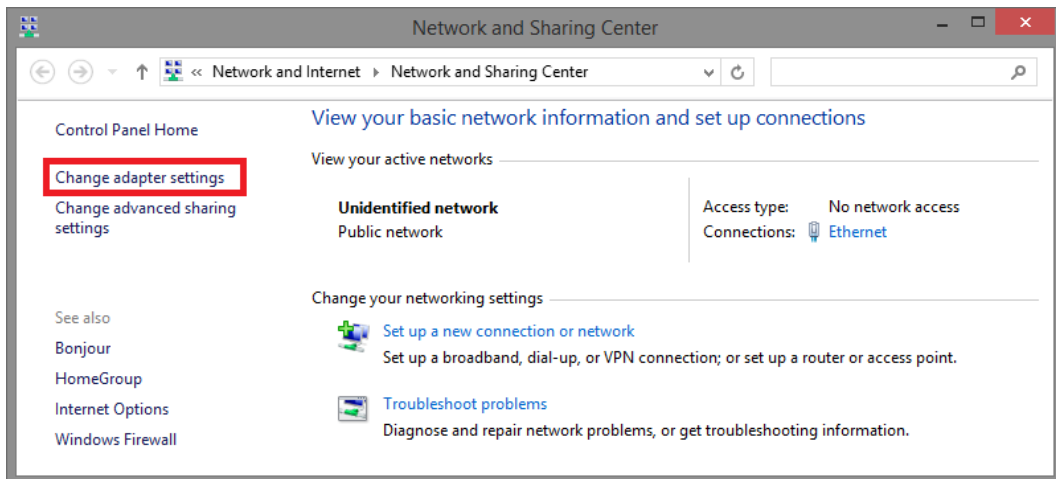 Network and Sharing Center
« Network and Internet ▸ Network and Sharing Center
Control Panel Home
Change adapter settings
Change advanced sharing
settings
See also
Bonjour
HomeGroup
Internet Options
Windows Firewall
View your basic network information and set up connections
View your active networks
Unidentified network
Public network
Access type: No network access
Connections: Ethernet
Change your networking settings
Set up a new connection or network
Set up a broadband, dial-up, or VPN connection; or set up a router or access point.
Troubleshoot problems
Diagnose and repair network problems, or get troubleshooting information.